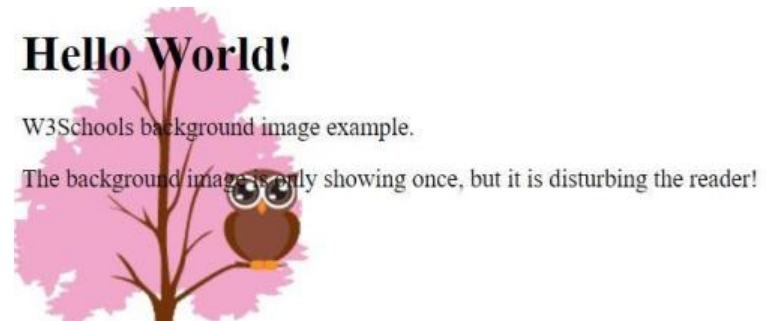 Hello World!
W3Schools background image example.
The background image is only showing once, but it is disturbing the reader!